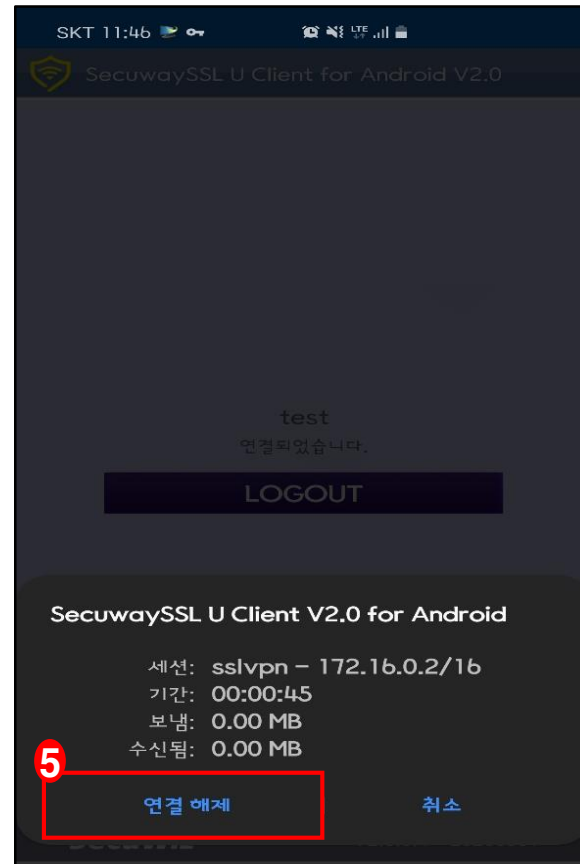 SKT 11:46
LTE
SecuwaySSL U Client for Android V2.0
test
연결되었습니다.
LOGOUT
SecuwaySSL U Client V2.0 for Android
세션: sslvpn – 172.16.0.2/16
기간: 00:00:45
보냄: 0.00 MB
수신됨: 0.00 MB
5
연결 해제 취소